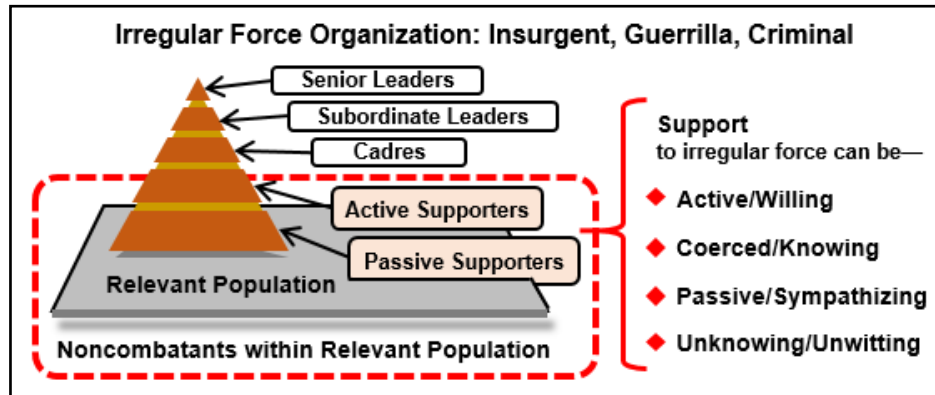 Irregular Force Organization: Insurgent, Guerrilla, Criminal
Senior Leaders
Subordinate Leaders
Cadres
Active Supporters
Passive Supporters
Relevant Population
Noncombatants within Relevant Population
Support
to irregular force can be—
Active/Willing
Coerced/Knowing
Passive/Sympathizing
Unknowing/Unwitting